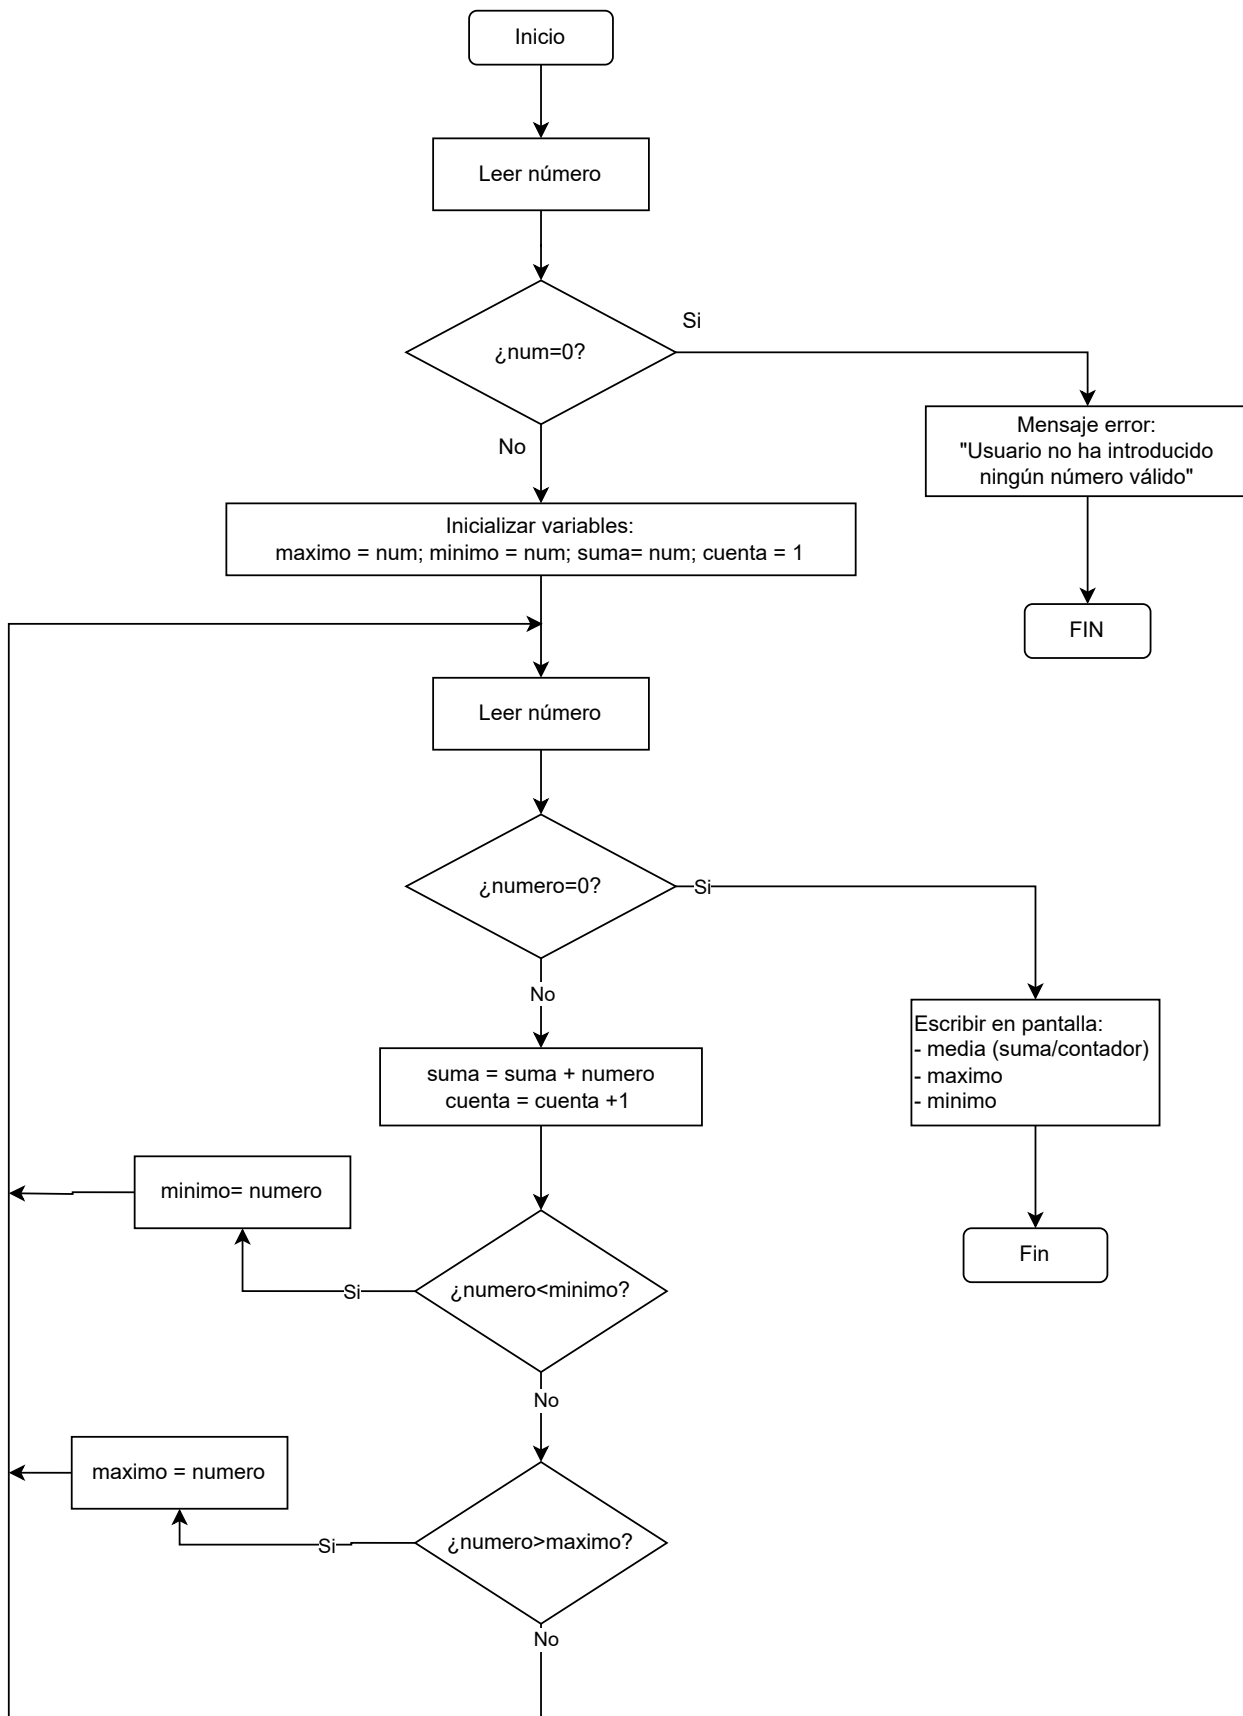 Inicio
Leer número
¿num=0?
Si
No
Mensaje error:
"Usuario no ha introducido
ningún número válido"
Inicializar variables:
maximo = num; minimo = num; suma= num; cuenta = 1
FIN
Leer número
¿numero=0?
Si
No
Escribir en pantalla:
- media (suma/contador)
- maximo
- minimo
suma = suma + numero
cuenta = cuenta +1
minimo= numero
Fin
¿numero<minimo?
Si
No
maximo = numero
¿numero>maximo?
Si
No